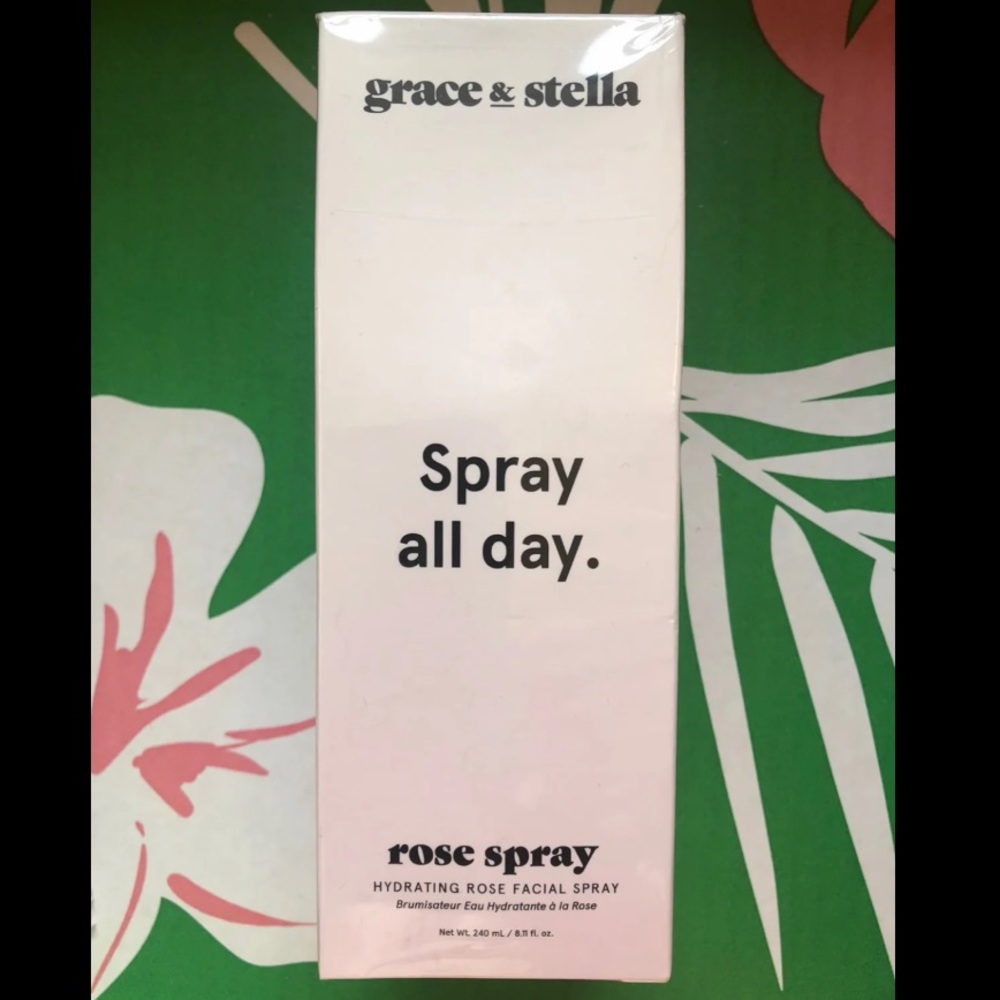 grace & stella
Spray
all day.
rose spray
HYDRATING ROSE FACIAL SPRAY
Brumisateur Eau Hydratante à la Rose
Net Wt. 240 mL / 8.11 fl. oz.